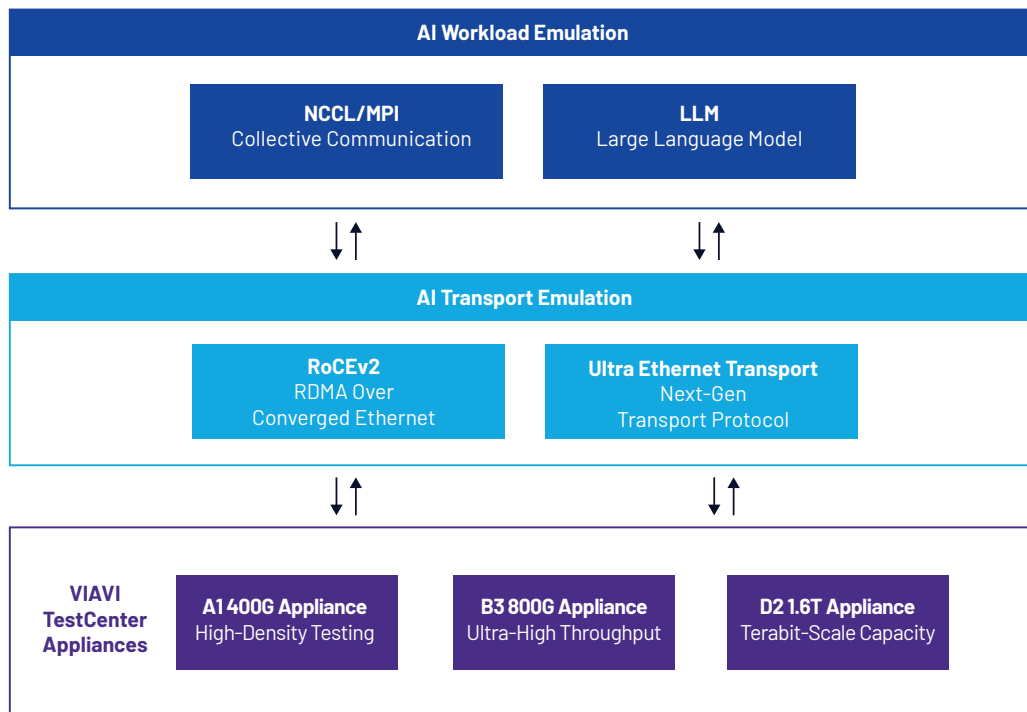 AI Workload Emulation
NCCL/MPI
Collective Communication
LLM
Large Language Model
AI Transport Emulation
RoCEv2
RDMA Over
Converged Ethernet
Ultra Ethernet Transport
Next-Gen
Transport Protocol
VIAVI
TestCenter
Appliances
A1 400G Appliance
High-Density Testing
B3 800G Appliance
Ultra-High Throughput
D2 1.6T Appliance
Terabit-Scale Capacity